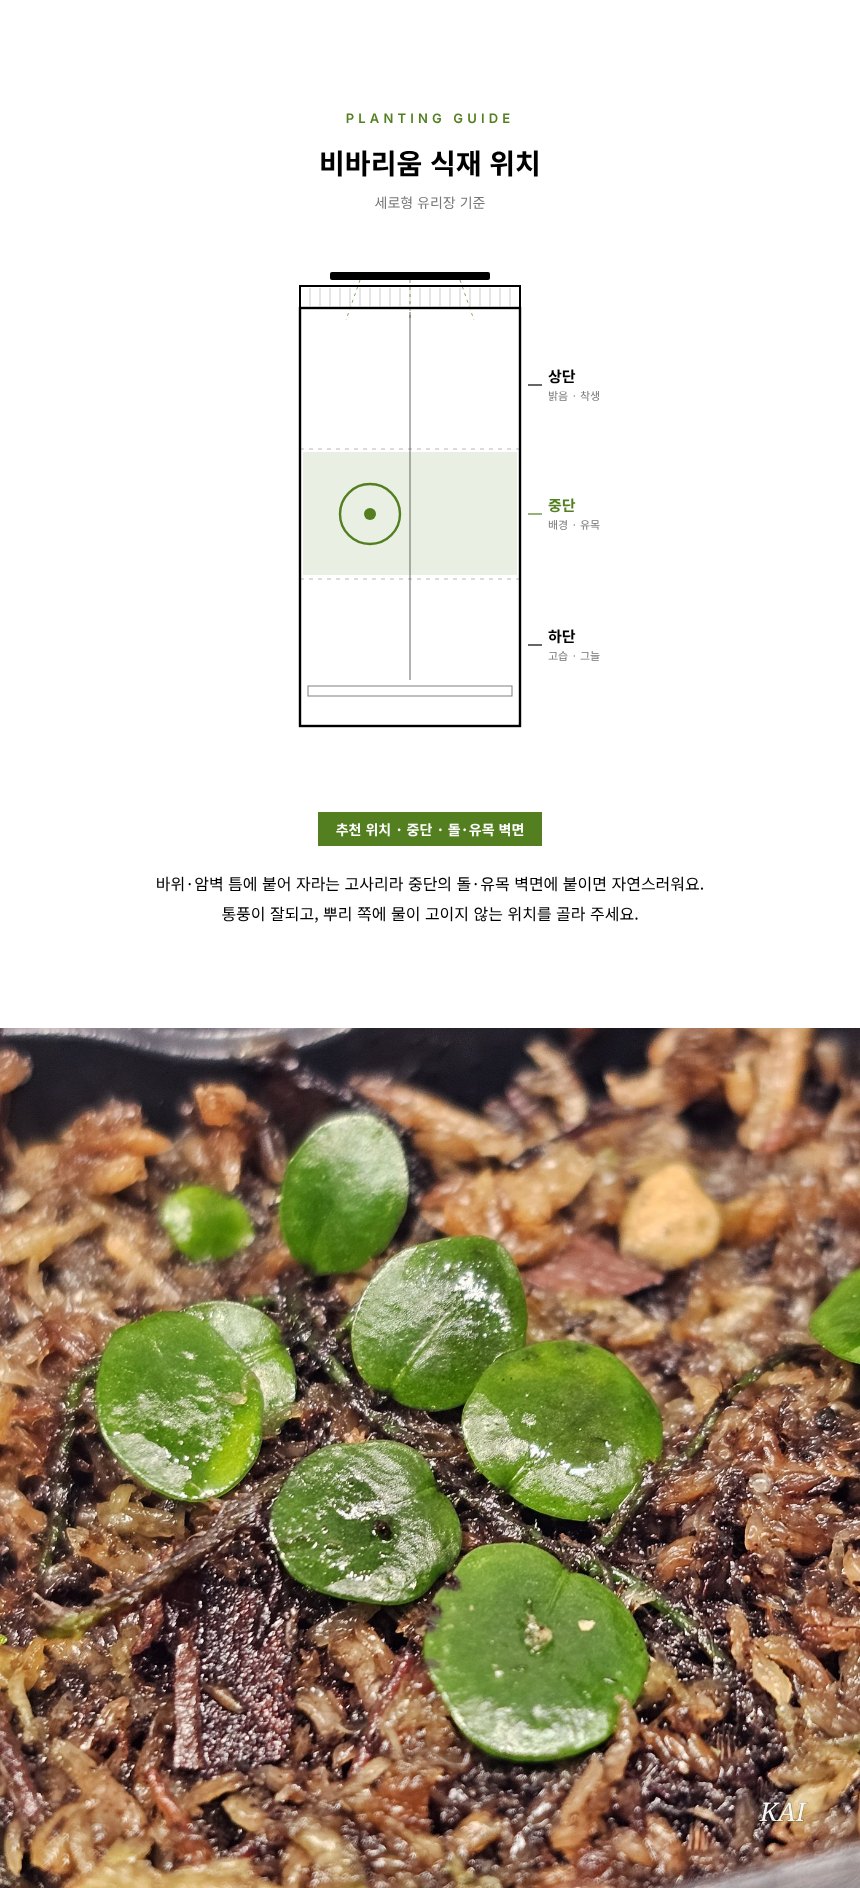 PLANTING GUIDE
비바리움 식재 위치
세로형 유리장 기준
상단
밝음 · 착생
중단
배경 · 유목
하단
고습 · 그늘
추천 위치 · 중단 · 돌·유목 벽면
바위·암벽 틈에 붙어 자라는 고사리라 중단의 돌·유목 벽면에 붙이면 자연스러워요.
통풍이 잘되고, 뿌리 쪽에 물이 고이지 않는 위치를 골라 주세요.
KAI